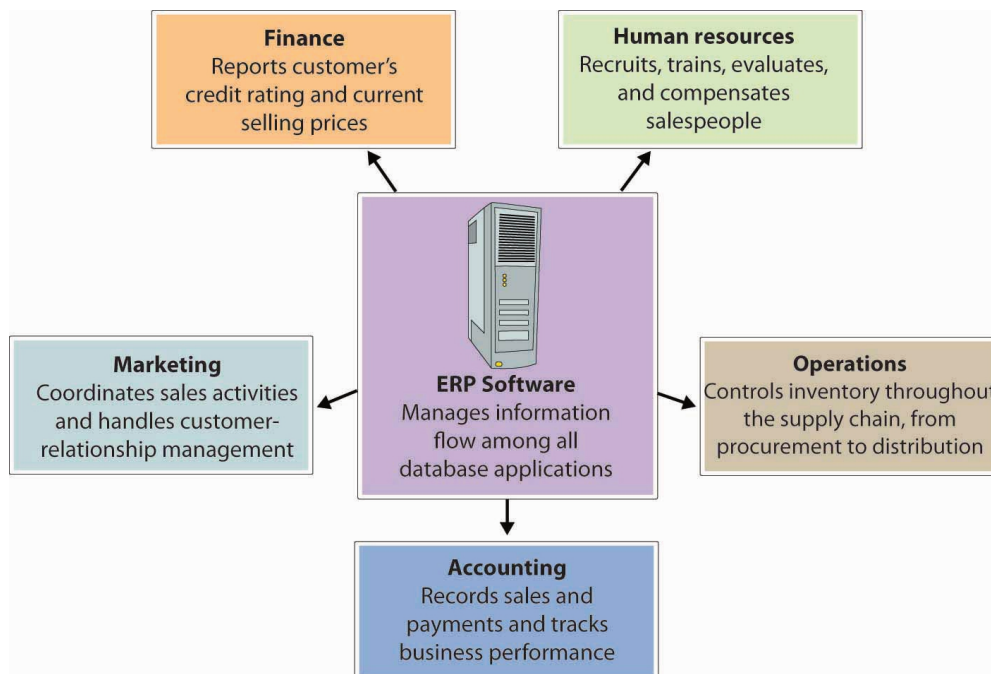 Finance
Reports customer's
credit rating and current
selling prices
Human resources
Recruits, trains, evaluates,
and compensates
salespeople
ERP Software
Manages information
flow among all
database applications
Marketing
Coordinates sales activities
and handles customer-
relationship management
Operations
Controls inventory throughout
the supply chain, from
procurement to distribution
Accounting
Records sales and
payments and tracks
business performance